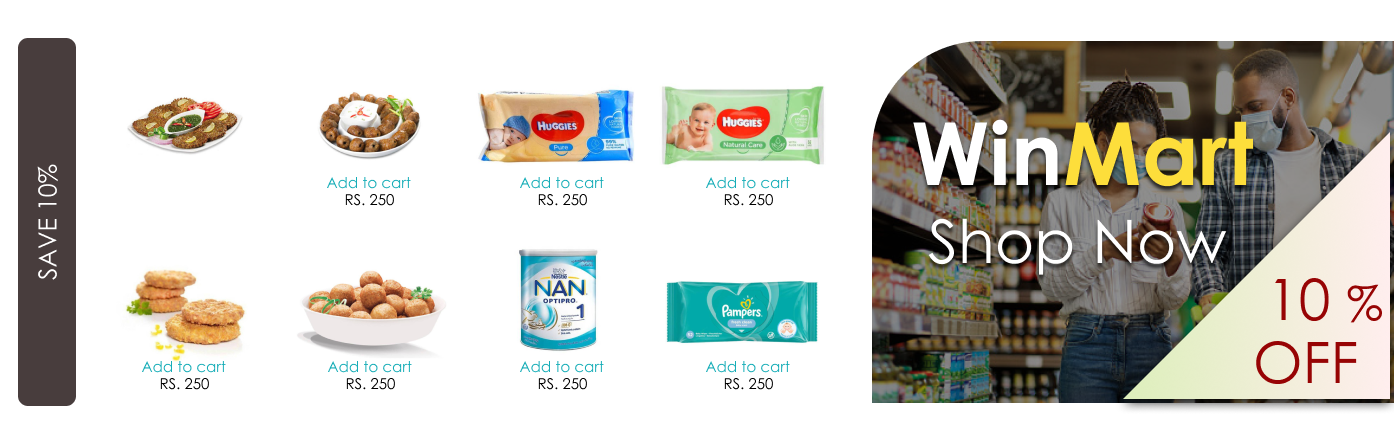 SAVE 10%
HUGGIES
Pure
HUGGIES
Natural Care
Add to cart
RS. 250
Add to cart
RS. 250
Add to cart
RS. 250
Nestle
NAN
OPTIPRO
1
Pampers
Add to cart
RS. 250
Add to cart
RS. 250
Add to cart
RS. 250
Add to cart
RS. 250
WinMart
Shop Now
10 %
OFF